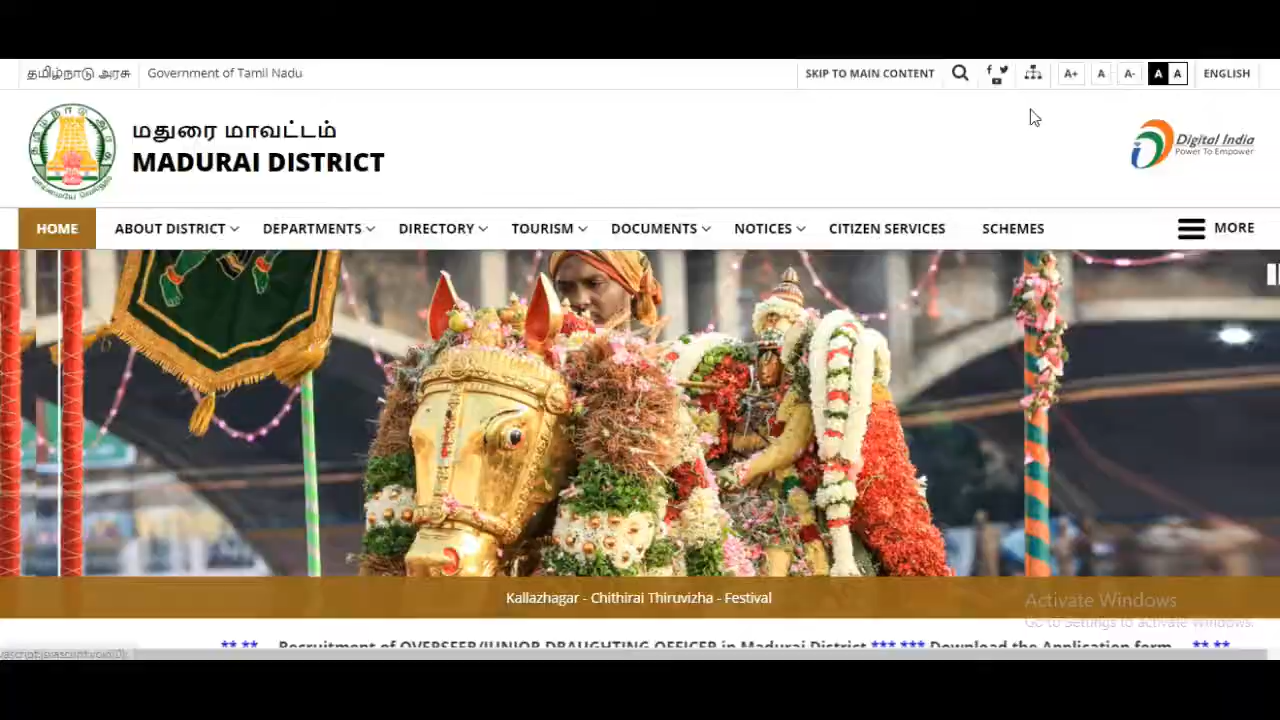 தமிழ்நாடு அரசு Government of Tamil Nadu SKIP TO MAIN CONTENT A+ A A- A A ENGLISH
மதுரை மாவட்டம்
MADURAI DISTRICT
Digital India
Power To Empower
HOME ABOUT DISTRICT DEPARTMENTS DIRECTORY TOURISM DOCUMENTS NOTICES CITIZEN SERVICES SCHEMES MORE
Kallazhagar - Chithirai Thiruvizha - Festival
Activate Windows
Go to Settings to activate Windows.
** ** Recruitment of OVERSEER/JUNIOR DRAUGHTING OFFICER in Madurai District *** *** Download the Application form ** **